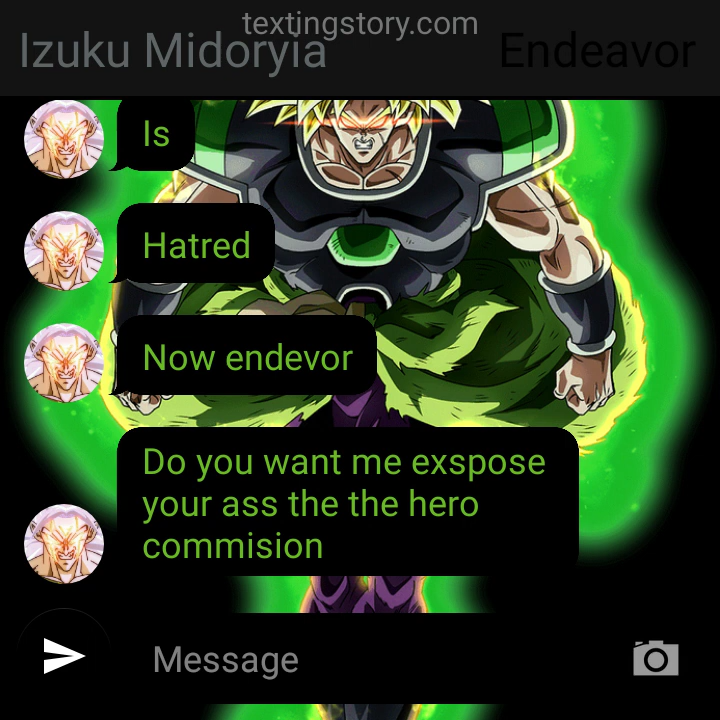 textingstory.com
Izuku Midoryia Endeavor
Is
Hatred
Now endevor
Do you want me exspose
your ass the the hero
commision
Message